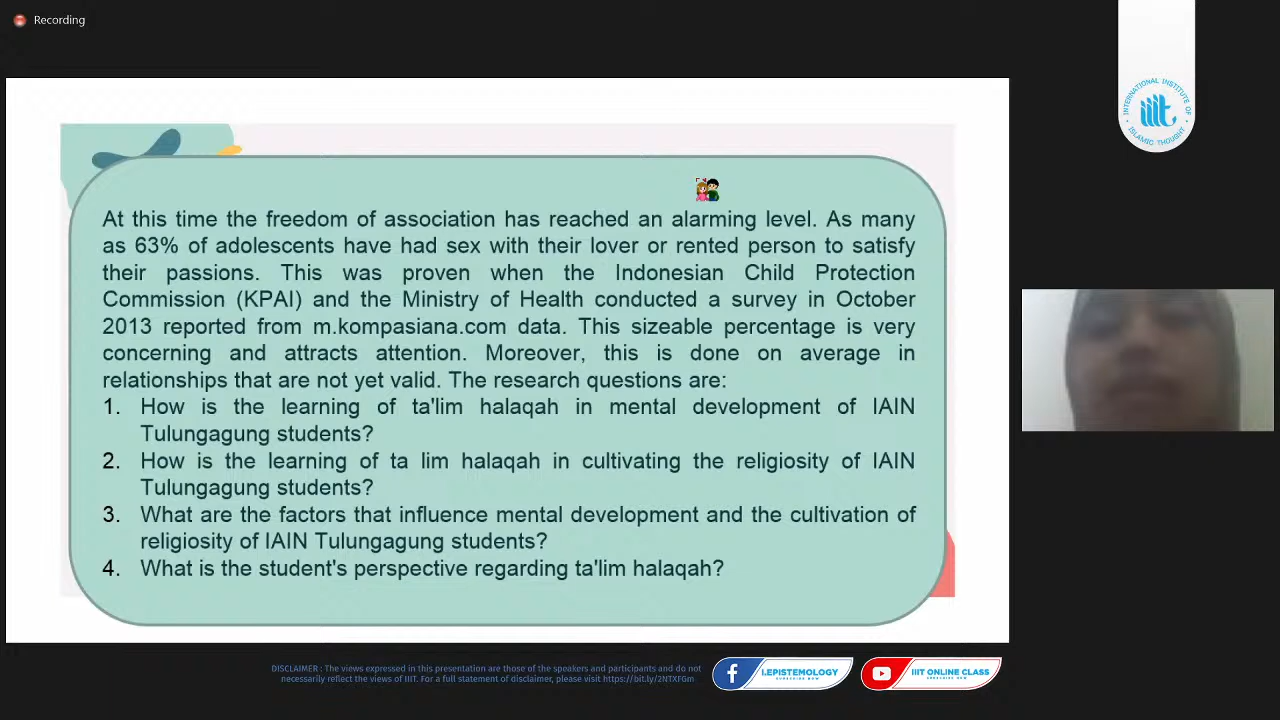 Recording
INTERNATIONAL INSTITUTE OF
ISLAMIC THOUGHT
iiit
At this time the freedom of association has reached an alarming level. As many
as 63% of adolescents have had sex with their lover or rented person to satisfy
their passions. This was proven when the Indonesian Child Protection
Commission (KPAI) and the Ministry of Health conducted a survey in October
2013 reported from m.kompasiana.com data. This sizeable percentage is very
concerning and attracts attention. Moreover, this is done on average in
relationships that are not yet valid. The research questions are:
1. How is the learning of ta'lim halaqah in mental development of IAIN
Tulungagung students?
2. How is the learning of ta lim halaqah in cultivating the religiosity of IAIN
Tulungagung students?
3. What are the factors that influence mental development and the cultivation of
religiosity of IAIN Tulungagung students?
4. What is the student's perspective regarding ta'lim halaqah?
DISCLAIMER : The views expressed in this presentation are those of the speakers and participants and do not
necessarily reflect the views of IIIT. For a full statement of disclaimer, please visit https://bit.ly/2NTXFGm
I.EPISTEMOLOGY
SUBSCRIBE NOW
IIIT ONLINE CLASS
SUBSCRIBE NOW